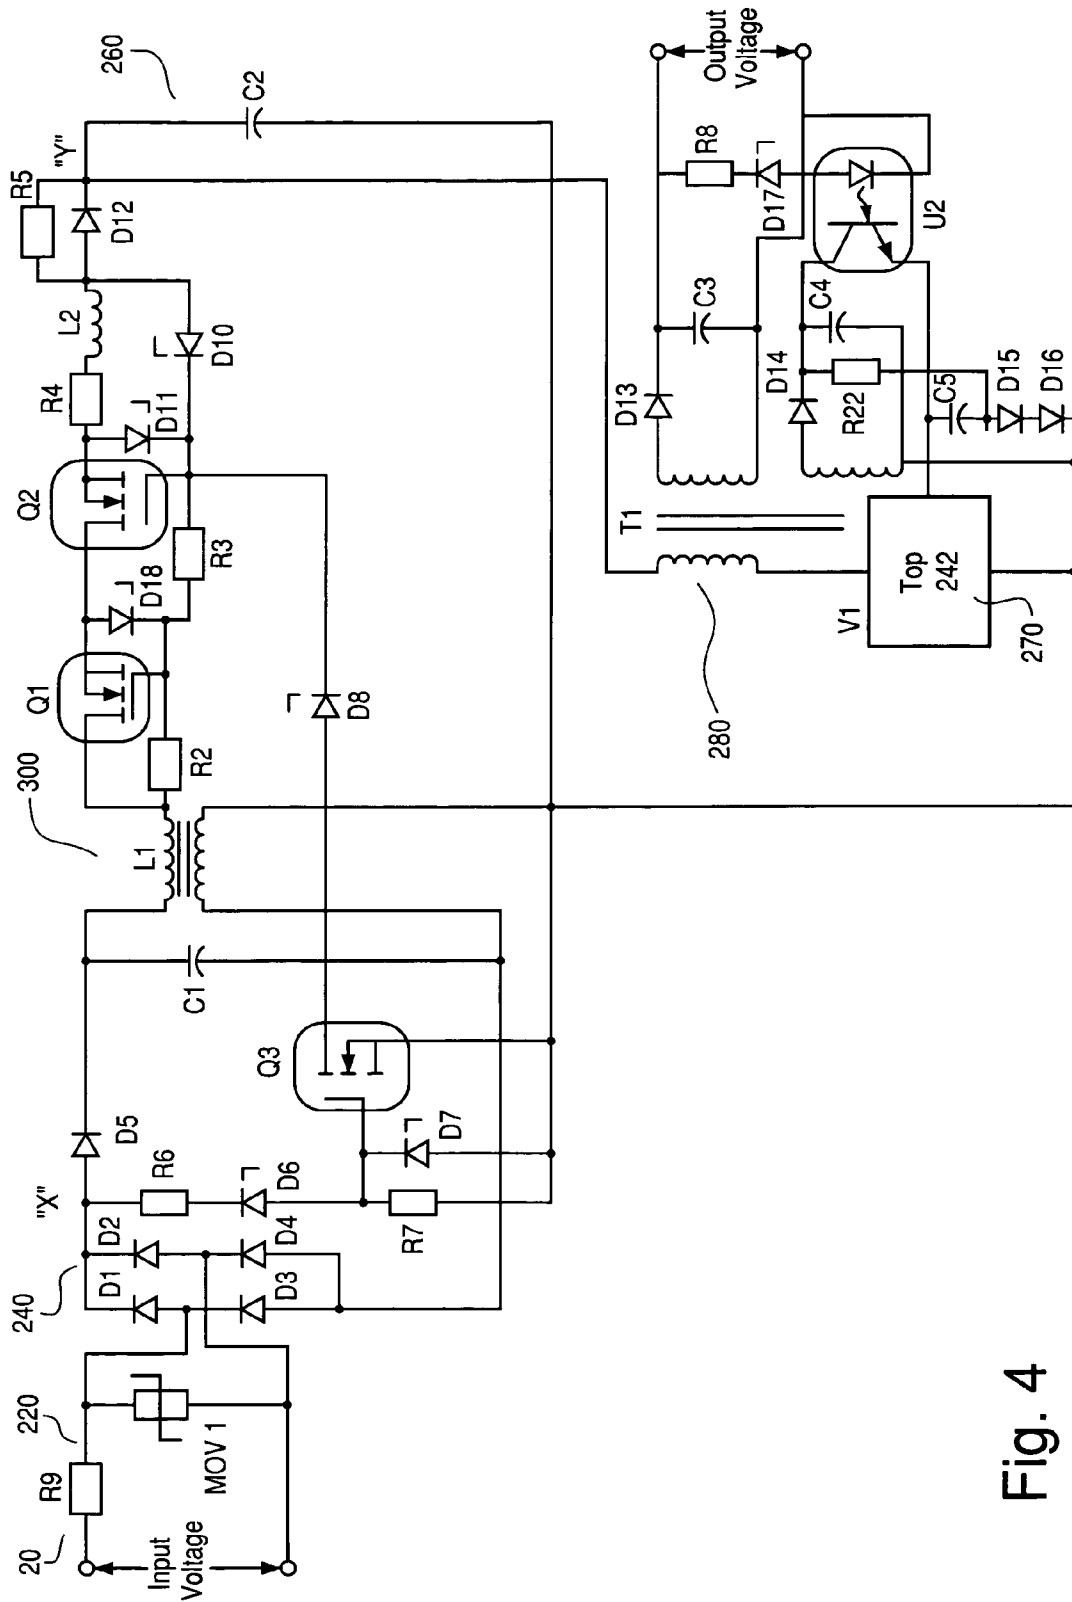 20
R9
220
Input
Voltage
MOV 1
240
D1
D2
"X"
D3
D4
R6
D6
R7
D5
D7
Q3
C1
300
L1
R2
Q1
D18
R3
D8
Q2
D11
R4
L2
D10
R5
D12
"Y"
260
C2
280
T1
V1
Top
242
270
D13
C3
R8
D17
Output
Voltage
D14
R22
C4
U2
C5
D15
D16
Fig. 4